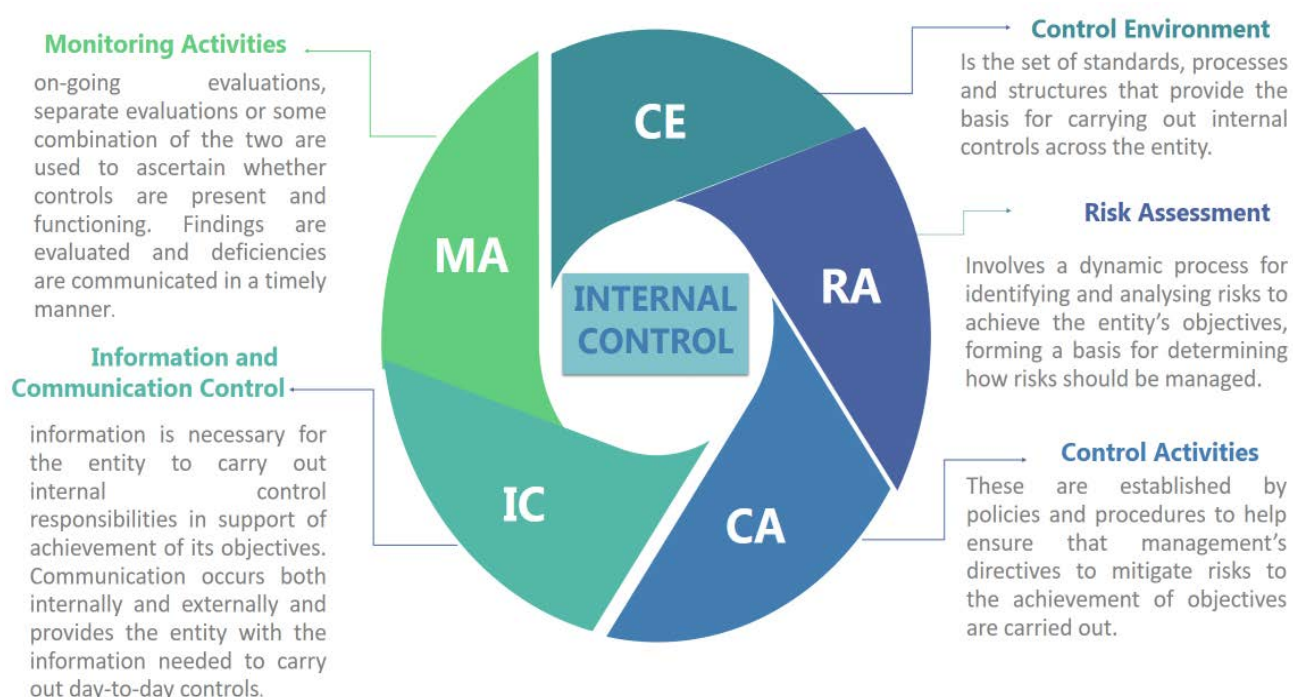 Monitoring Activities
on-going evaluations,
separate evaluations or some
combination of the two are
used to ascertain whether
controls are present and
functioning. Findings are
evaluated and deficiencies
are communicated in a timely
manner.
Information and
Communication Control
information is necessary for
the entity to carry out
internal control
responsibilities in support of
achievement of its objectives.
Communication occurs both
internally and externally and
provides the entity with the
information needed to carry
out day-to-day controls.
CE
RA
CA
IC
MA
INTERNAL
CONTROL
Control Environment
Is the set of standards, processes
and structures that provide the
basis for carrying out internal
controls across the entity.
Risk Assessment
Involves a dynamic process for
identifying and analysing risks to
achieve the entity's objectives,
forming a basis for determining
how risks should be managed.
Control Activities
These are established by
policies and procedures to help
ensure that management's
directives to mitigate risks to
the achievement of objectives
are carried out.